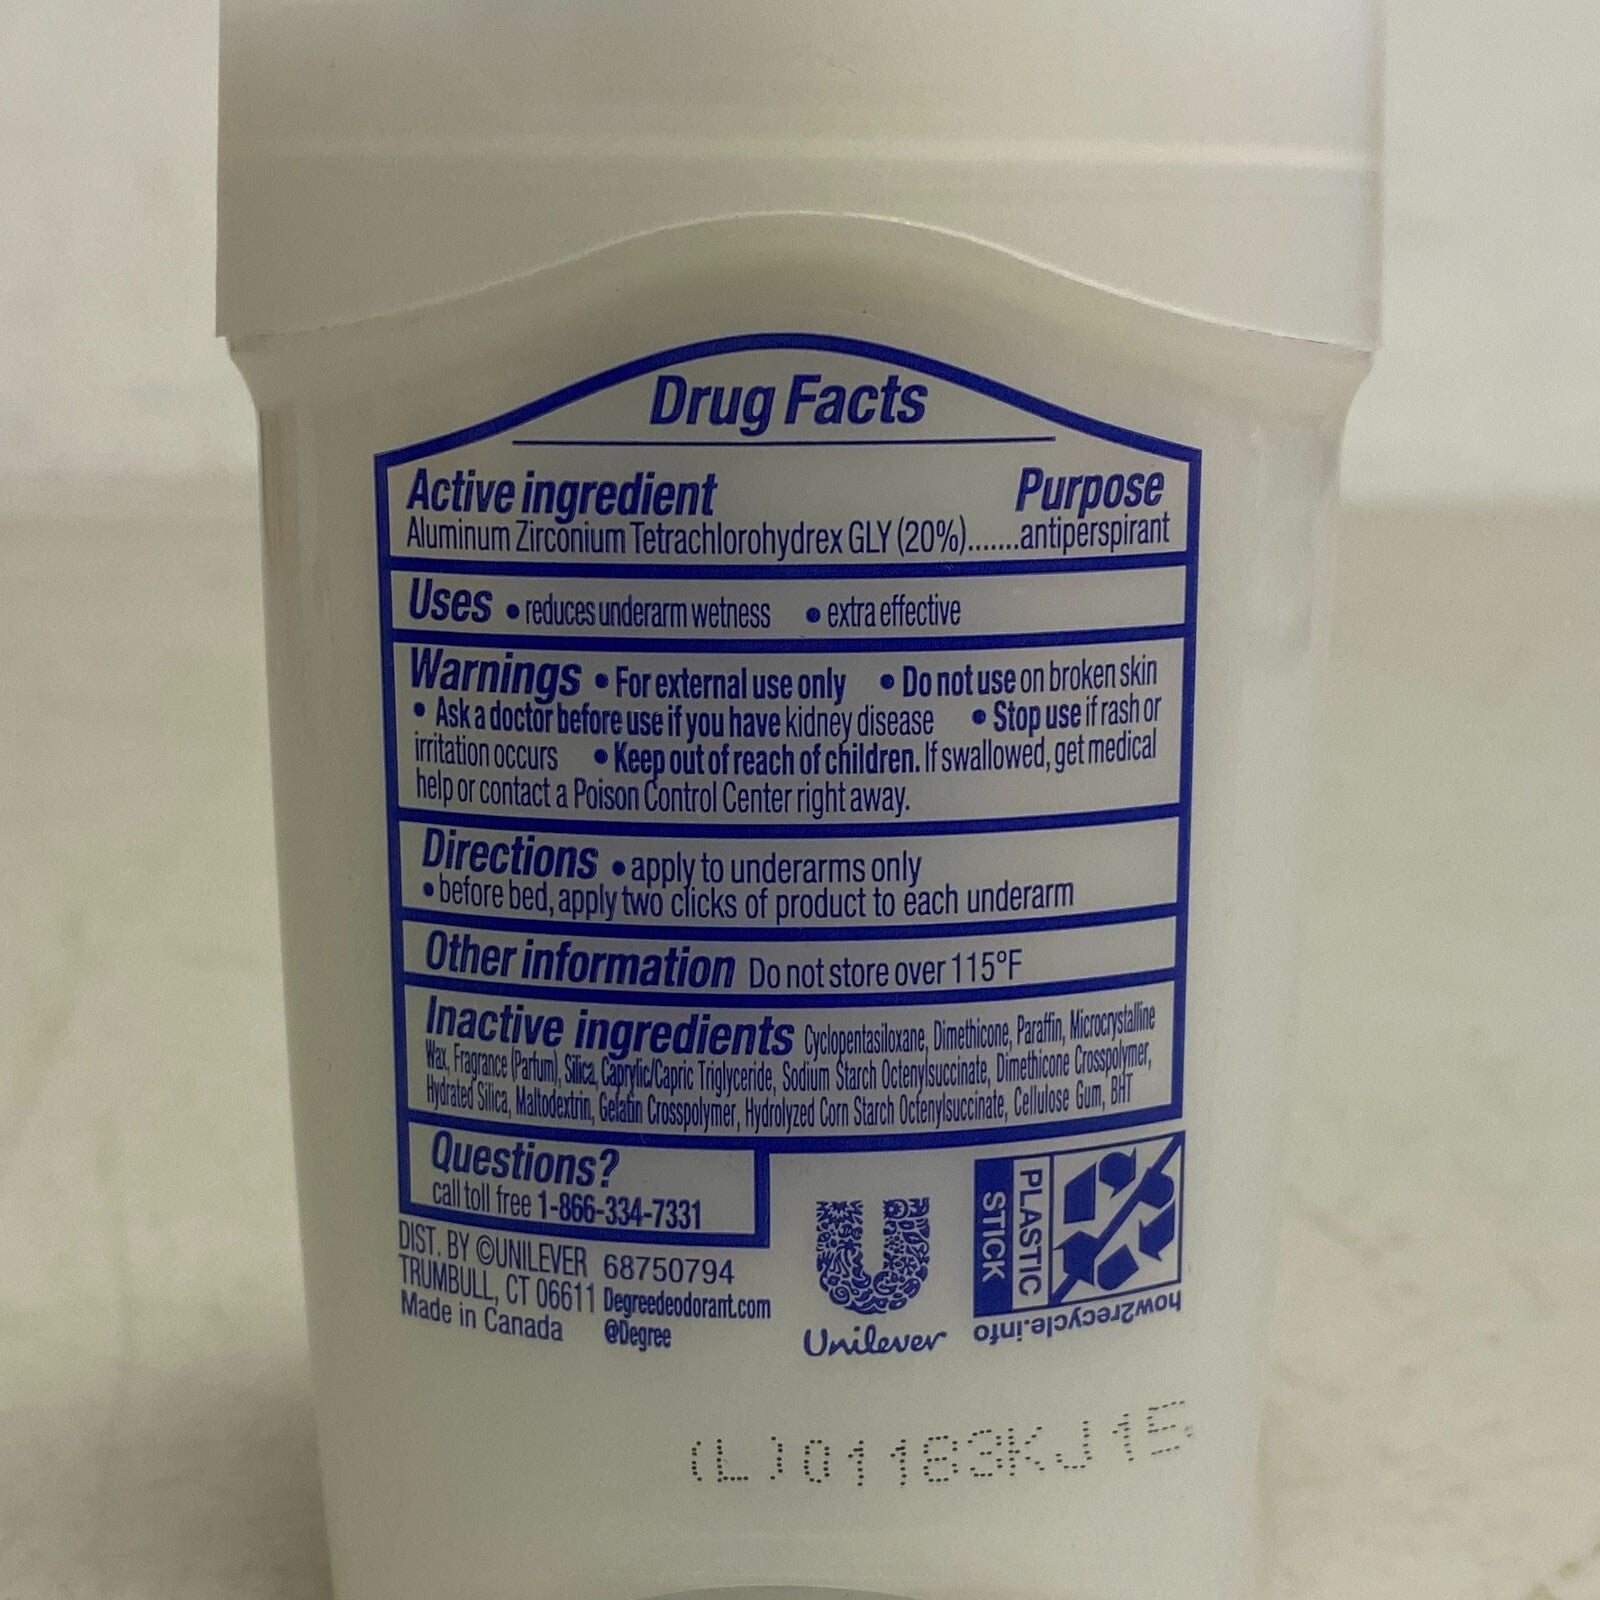 Drug Facts
Active ingredient Purpose
Aluminum Zirconium Tetrachlorohydrex GLY (20%).......antiperspirant
Uses • reduces underarm wetness • extra effective
Warnings • For external use only • Do not use on broken skin
• Ask a doctor before use if you have kidney disease • Stop use if rash or
irritation occurs • Keep out of reach of children. If swallowed, get medical
help or contact a Poison Control Center right away.
Directions • apply to underarms only
• before bed, apply two clicks of product to each underarm
Other information Do not store over 115°F
Inactive ingredients Cyclopentasiloxane, Dimethicone, Paraffin, Microcrystalline
Wax, Fragrance (Parfum), Silica, Caprylic/Capric Triglyceride, Sodium Starch Octenylsuccinate, Dimethicone Crosspolymer,
Hydrated Silica, Maltodextrin, Gelatin Crosspolymer, Hydrolyzed Corn Starch Octenylsuccinate, Cellulose Gum, BHT
Questions?
call toll free 1-866-334-7331
DIST. BY ©UNILEVER 68750794
TRUMBULL, CT 06611 Degreedeodorant.com
Made in Canada @Degree
Unilever
PLASTIC
STICK
how2recycle.info
(L)01163KJ15